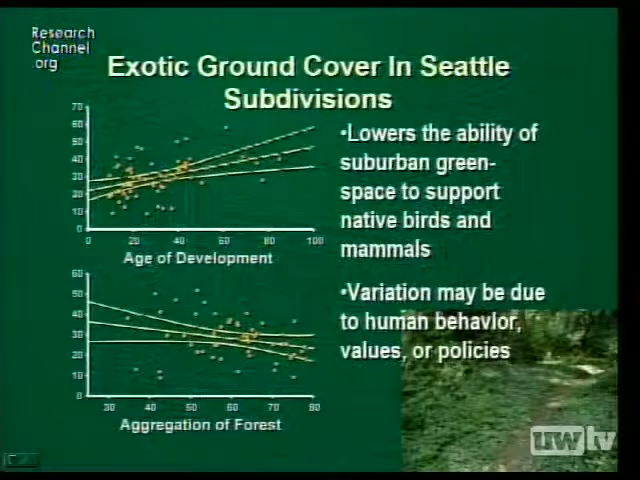 Research
Channel
.org
Exotic Ground Cover In Seattle
Subdivisions
70
60
50
40
30
20
10
0
0 20 40 60 80 100
Age of Development
60
50
40
30
20
10
0
30 40 50 60 70 80
Aggregation of Forest
•Lowers the ability of
suburban green-
space to support
native birds and
mammals
•Variation may be due
to human behavior,
values, or policies
uwtv